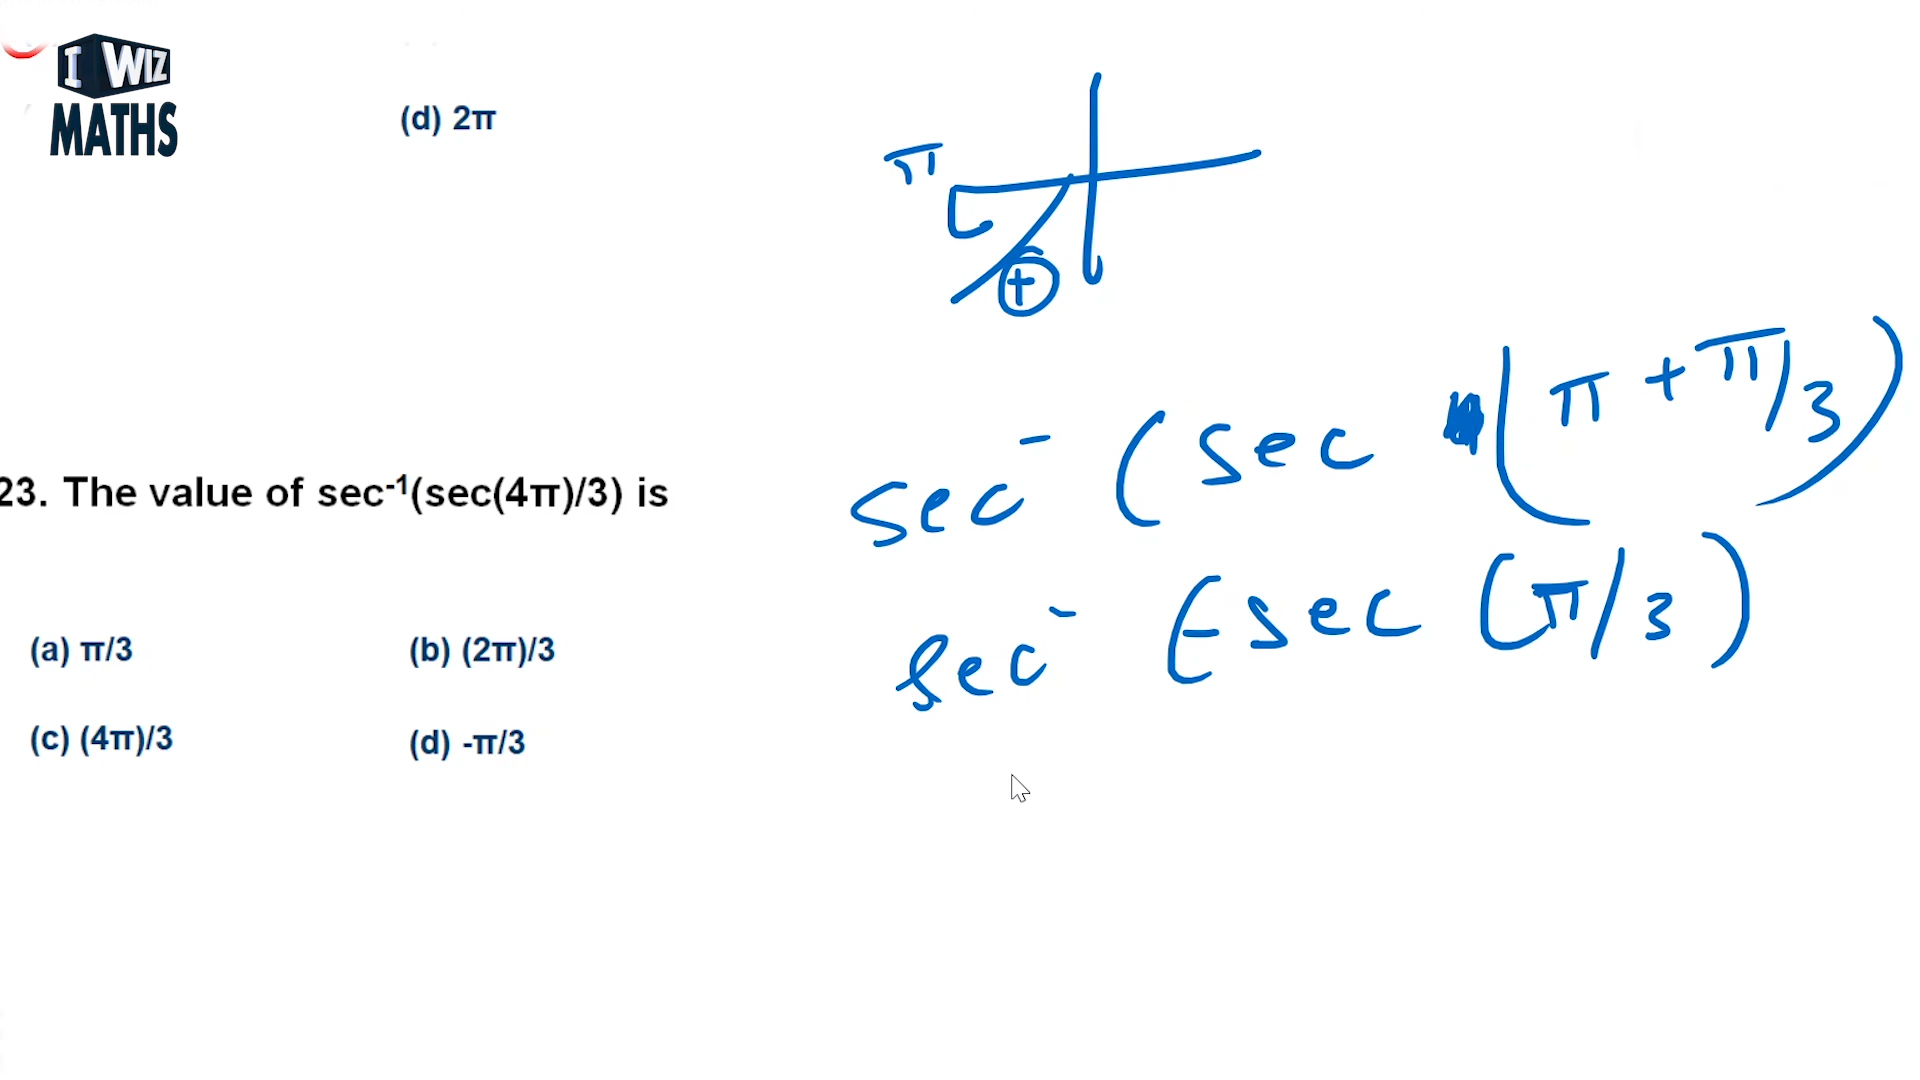 I WIZ
MATHS
(d) 2π
π
+
sec⁻ (sec (π + π/3)
23. The value of sec⁻¹(sec(4π)/3) is
sec⁻ (-sec (π/3)
(a) π/3
(b) (2π)/3
(c) (4π)/3
(d) -π/3